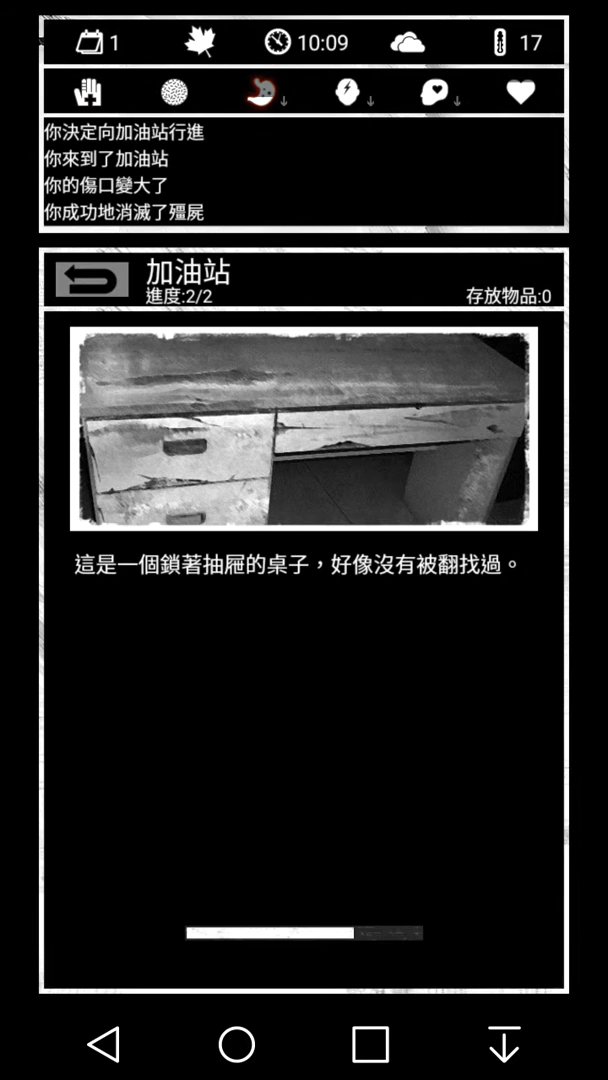 1
10:09
17
你決定向加油站行進
你來到了加油站
你的傷口變大了
你成功地消滅了殭屍
加油站
進度:2/2
存放物品:0
這是一個鎖著抽屜的桌子，好像沒有被翻找過。